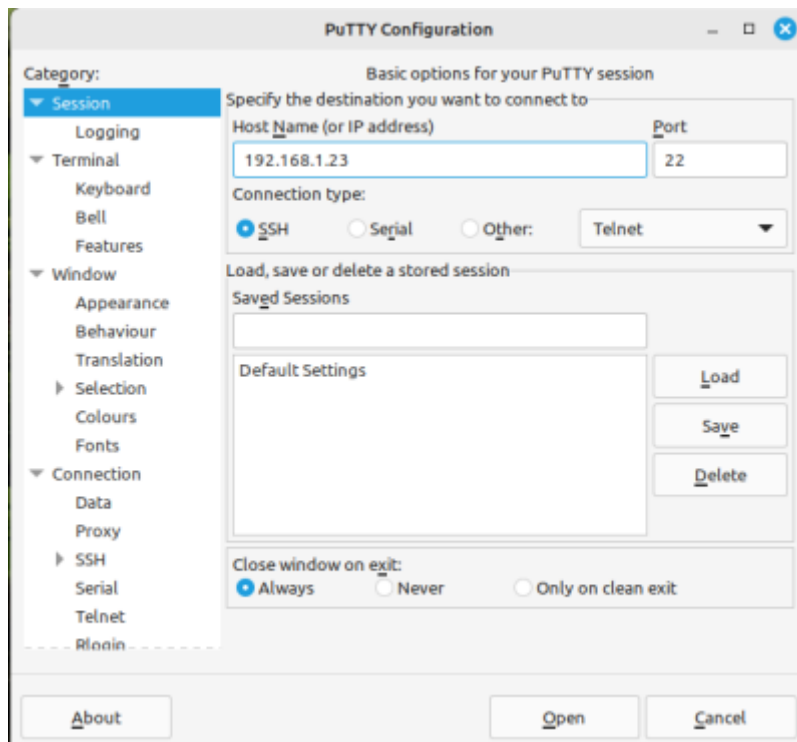 PuTTY Configuration
Category:
Session
Logging
Terminal
Keyboard
Bell
Features
Window
Appearance
Behaviour
Translation
Selection
Colours
Fonts
Connection
Data
Proxy
SSH
Serial
Telnet
Rlogin
Basic options for your PuTTY session
Specify the destination you want to connect to
Host Name (or IP address) Port
192.168.1.23 22
Connection type:
SSH Serial Other: Telnet
Load, save or delete a stored session
Saved Sessions
Default Settings
Load
Save
Delete
Close window on exit:
Always Never Only on clean exit
About Open Cancel